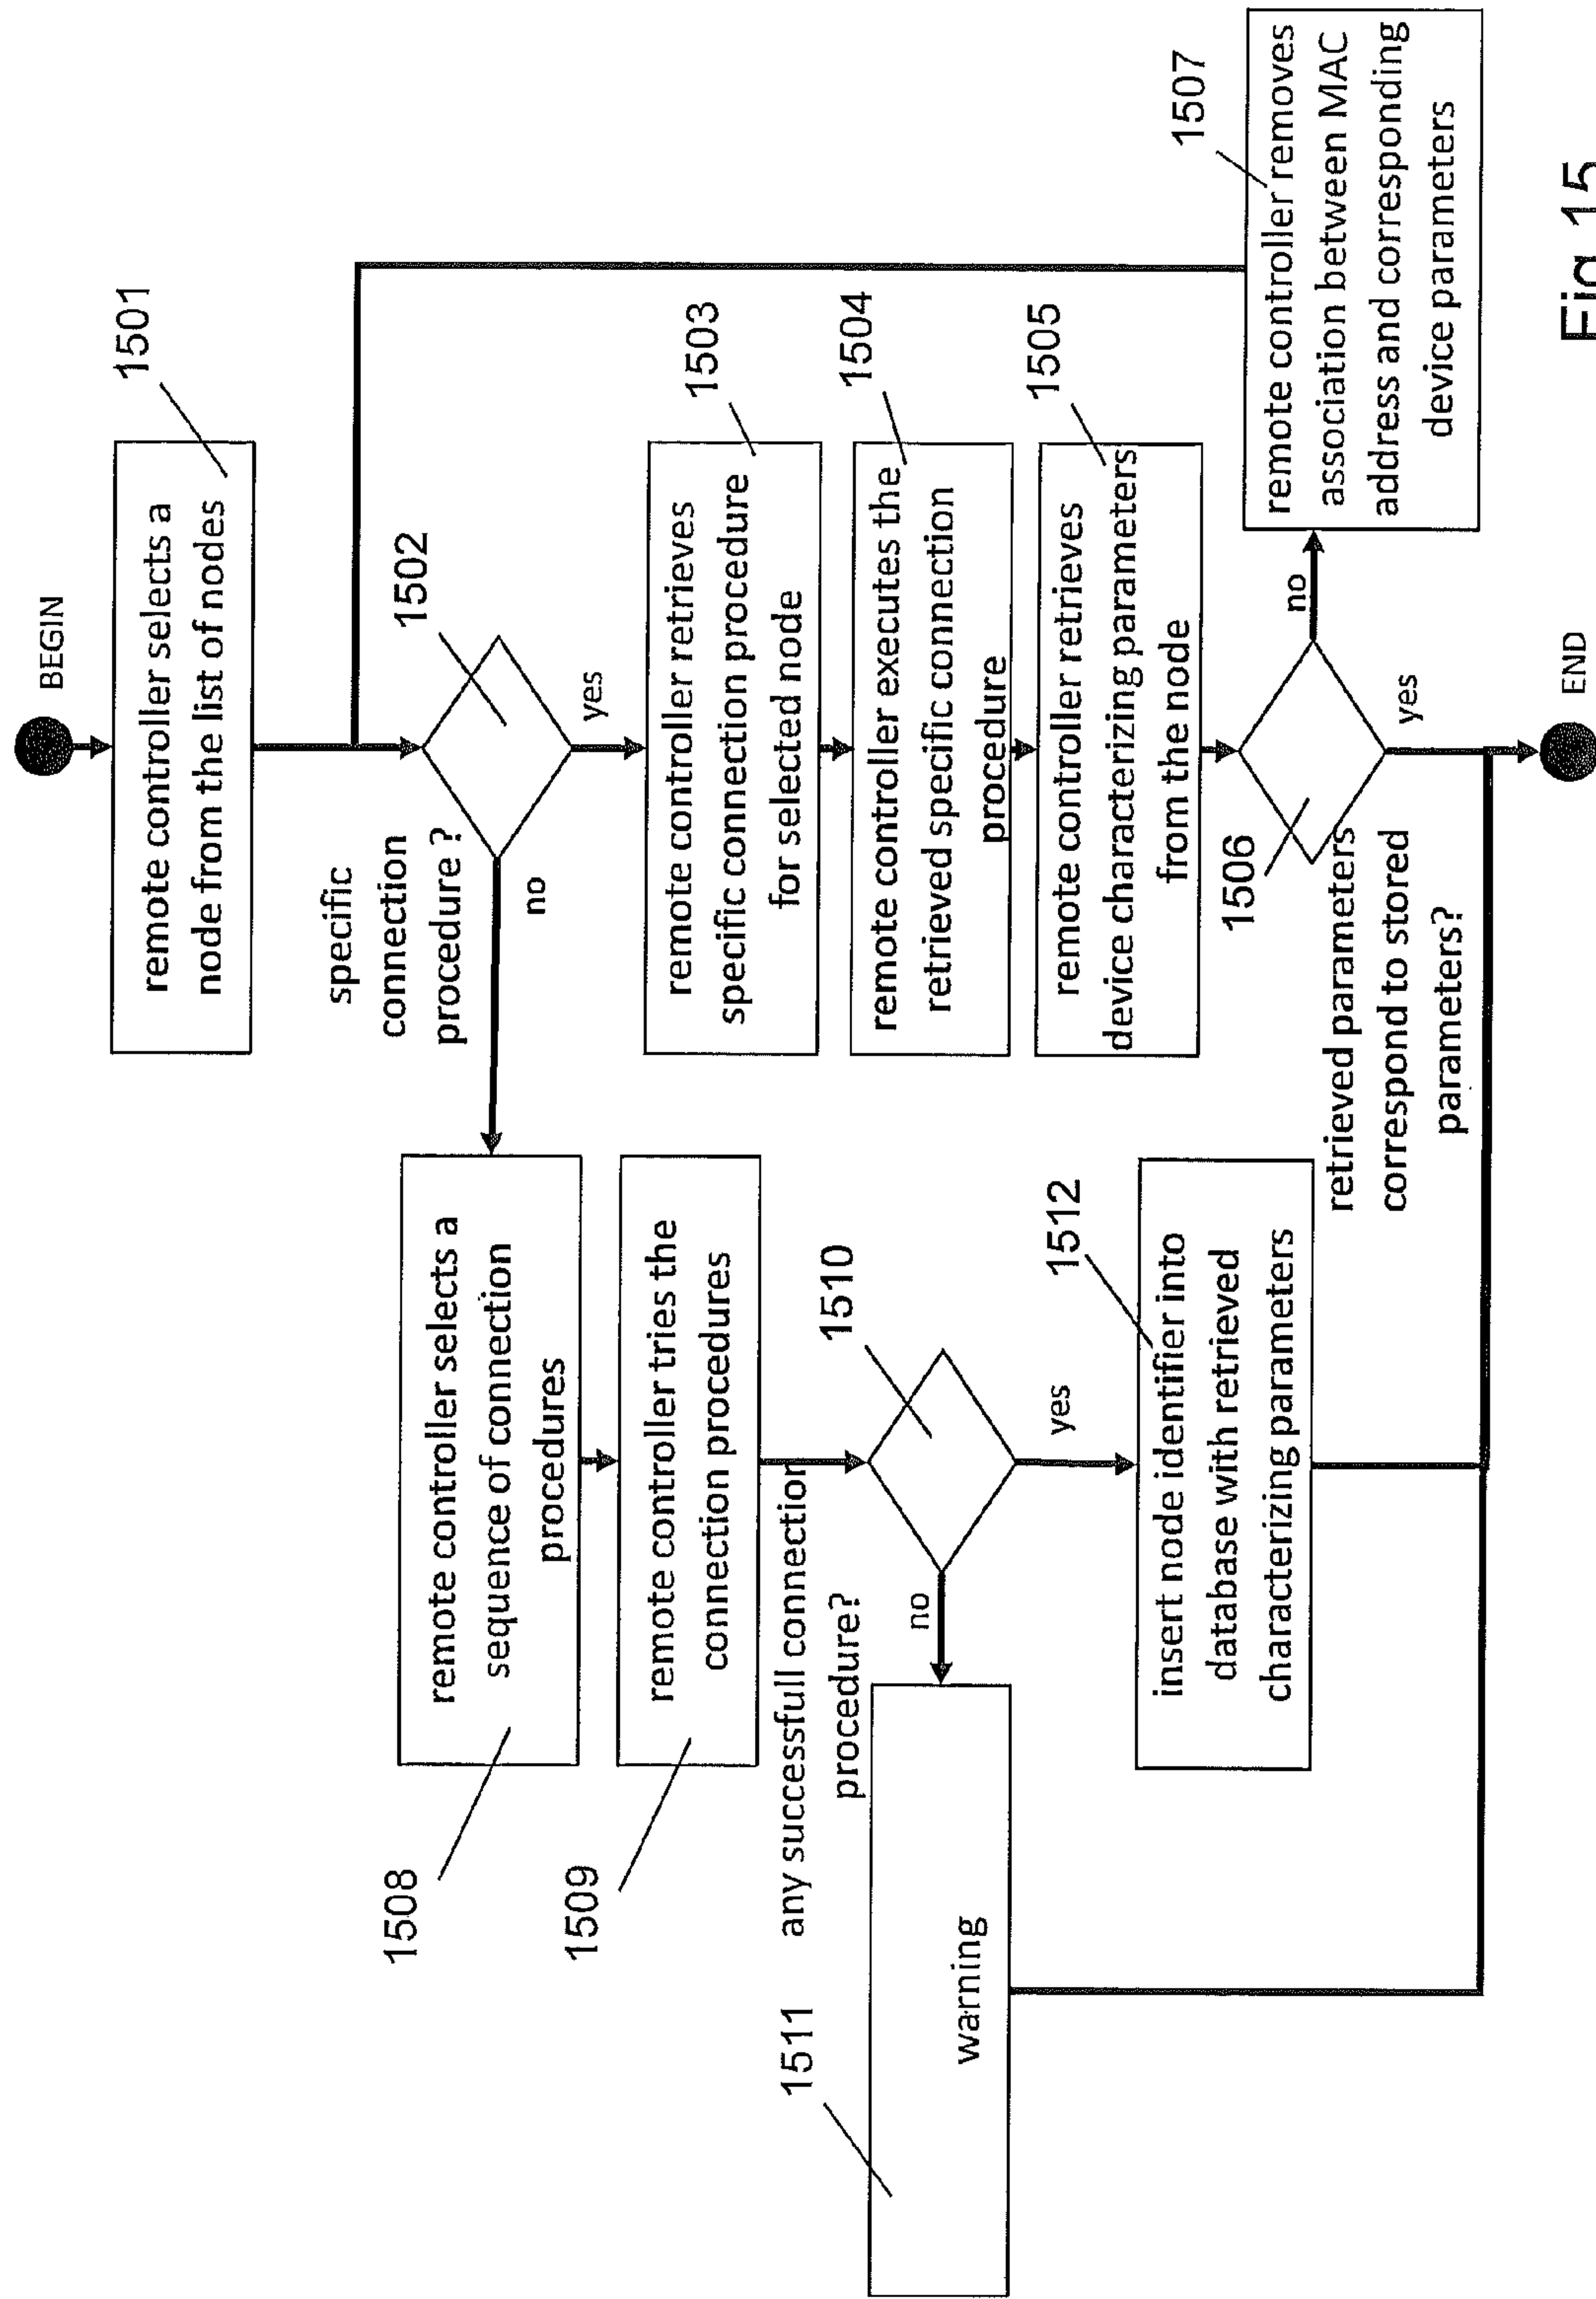 BEGIN
1501
remote controller selects a
node from the list of nodes
1502
specific
connection
procedure ?
yes
no
1503
remote controller retrieves
specific connection procedure
for selected node
1504
remote controller executes the
retrieved specific connection
procedure
1505
remote controller retrieves
device characterizing parameters
from the node
1506
retrieved parameters
correspond to stored
parameters?
no
yes
1507
remote controller removes
association between MAC
address and corresponding
device parameters
1508
remote controller selects a
sequence of connection
procedures
1509
remote controller tries the
connection procedures
1510
any successfull connection
procedure?
no
yes
1511
warning
1512
insert node identifier into
database with retrieved
characterizing parameters
END
Fig 15